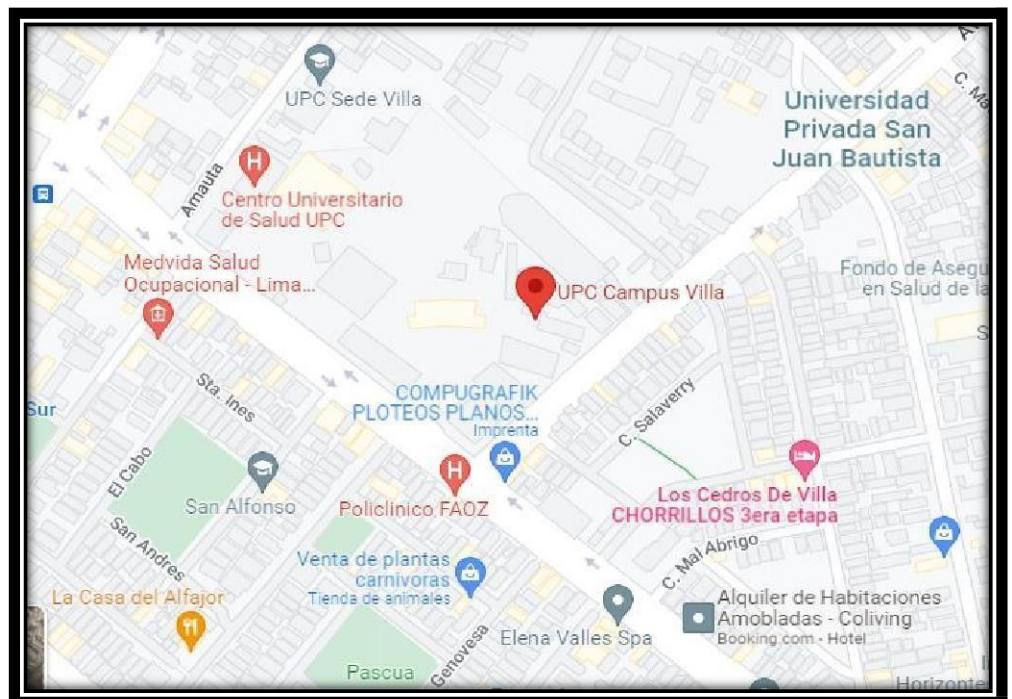 UPC Sede Villa
Universidad
Privada San
Juan Bautista
Amauta
Centro Universitario
de Salud UPC
Medvida Salud
Ocupacional - Lima...
UPC Campus Villa
Fondo de Asegu
en Salud de la
COMPUGRAFIK
PLOTEOS PLANOS...
Imprenta
Sta. Ines
Sur
C. Salaverry
El Cabo
San Alfonso
Policlinico FAOZ
Los Cedros De Villa
CHORRILLOS 3era etapa
San Andres
Venta de plantas
carnivoras
Tienda de animales
C. Mal Abrigo
La Casa del Alfajor
Elena Valles Spa
Alquiler de Habitaciones
Amobladas - Coliving
Booking.com - Hotel
Genovesa
Pascua
Horizonte